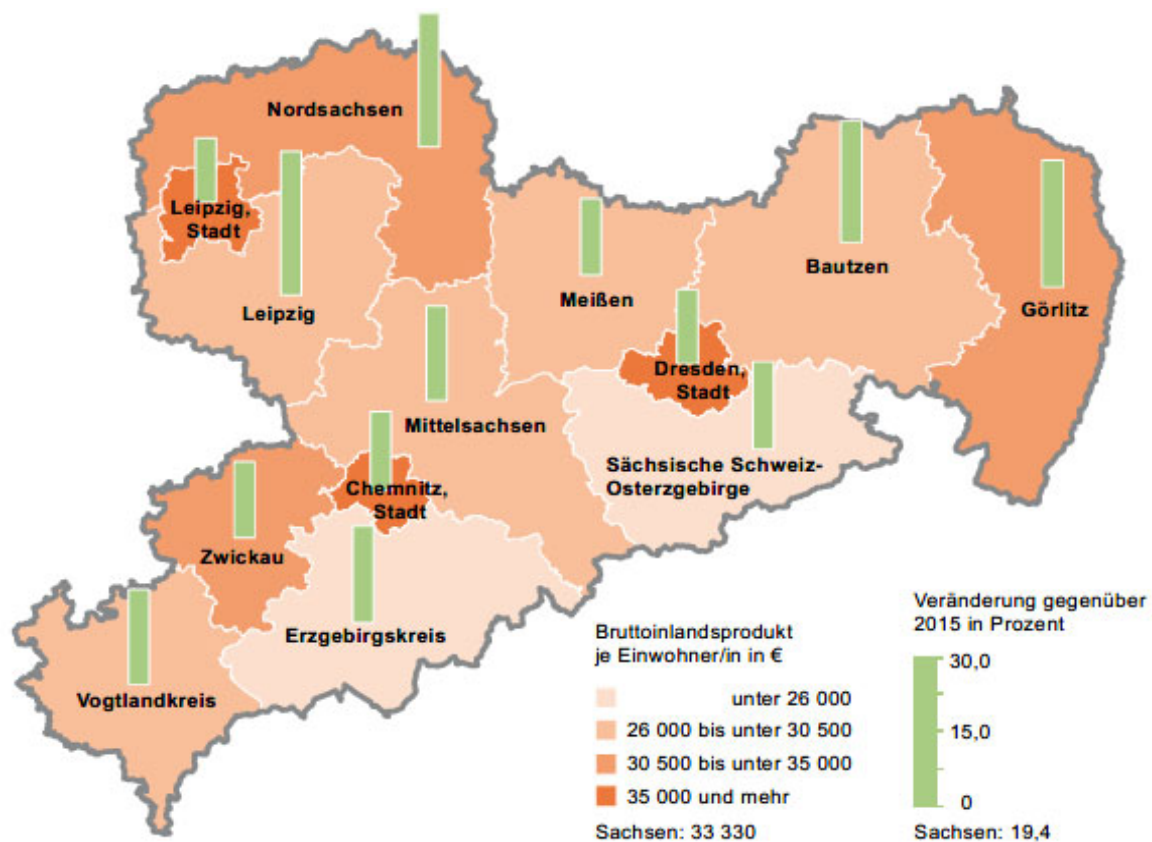 Nordsachsen
Leipzig,
Stadt
Leipzig
Meißen
Bautzen
Görlitz
Dresden,
Stadt
Mittelsachsen
Sächsische Schweiz-
Osterzgebirge
Chemnitz,
Stadt
Zwickau
Erzgebirgskreis
Vogtlandkreis
Bruttoinlandsprodukt
je Einwohner/in in €
unter 26 000
26 000 bis unter 30 500
30 500 bis unter 35 000
35 000 und mehr
Sachsen: 33 330
Veränderung gegenüber
2015 in Prozent
30,0
15,0
0
Sachsen: 19,4